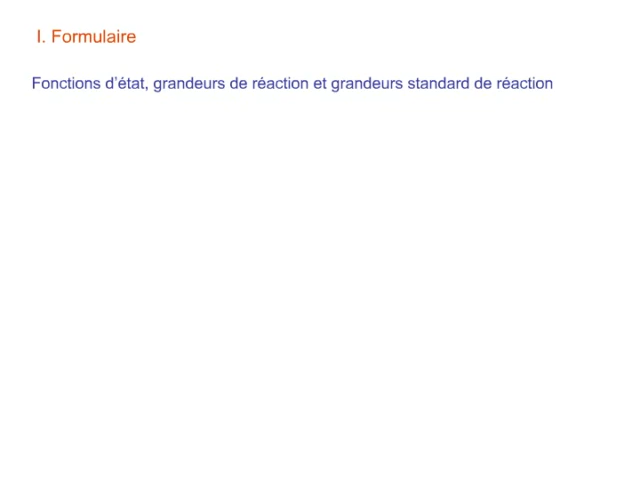 I. Formulaire
Fonctions d’état, grandeurs de réaction et grandeurs standard de réaction